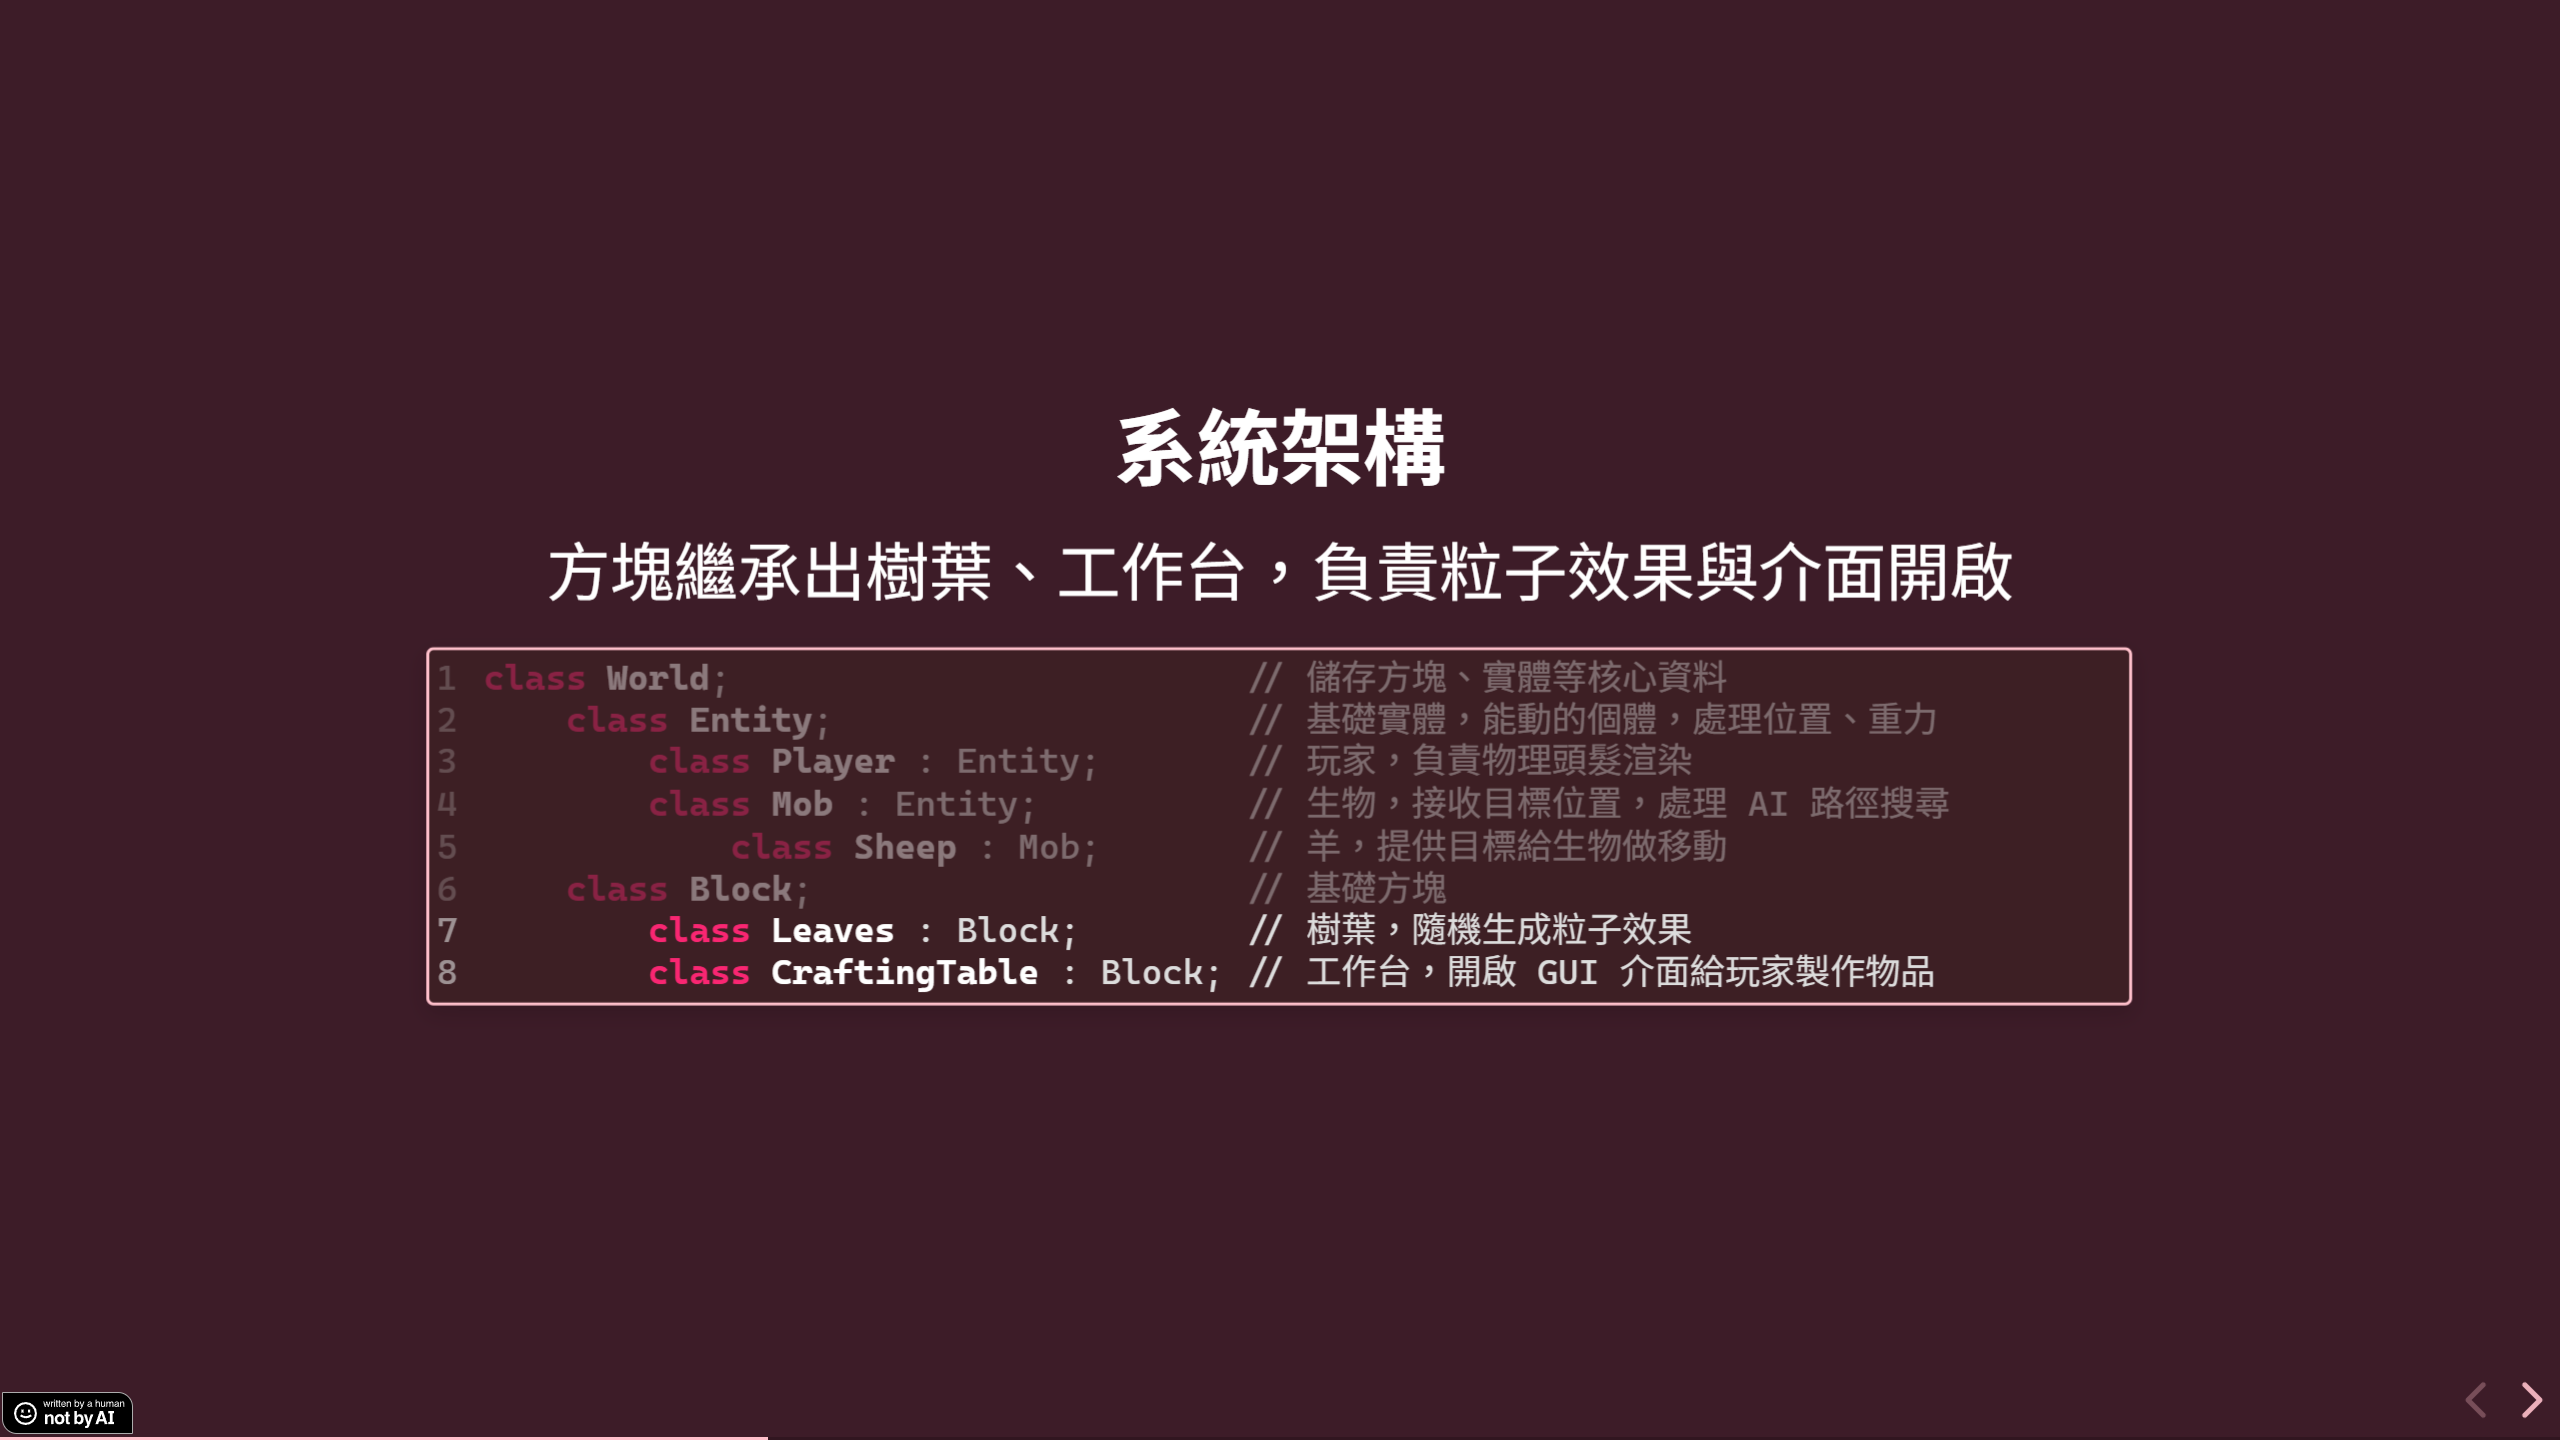 系統架構
方塊繼承出樹葉、工作台，負責粒子效果與介面開啟
1 class World; // 儲存方塊、實體等核心資料
2 class Entity; // 基礎實體，能動的個體，處理位置、重力
3 class Player : Entity; // 玩家，負責物理頭髮渲染
4 class Mob : Entity; // 生物，接收目標位置，處理 AI 路徑搜尋
5 class Sheep : Mob; // 羊，提供目標給生物做移動
6 class Block; // 基礎方塊
7 class Leaves : Block; // 樹葉，隨機生成粒子效果
8 class CraftingTable : Block; // 工作台，開啟 GUI 介面給玩家製作物品
written by a human
not by AI